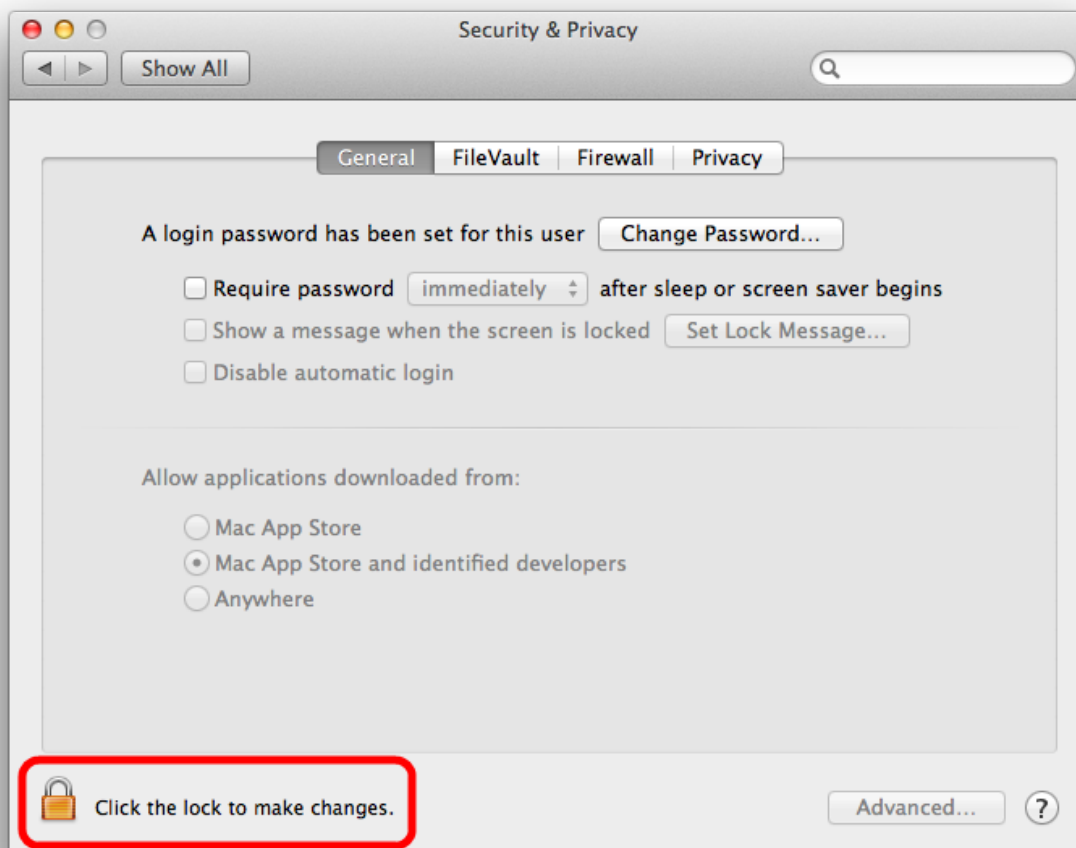 Security & Privacy
Show All
General FileVault Firewall Privacy
A login password has been set for this user Change Password...
Require password immediately after sleep or screen saver begins
Show a message when the screen is locked Set Lock Message...
Disable automatic login
Allow applications downloaded from:
Mac App Store
Mac App Store and identified developers
Anywhere
Click the lock to make changes. Advanced... ?